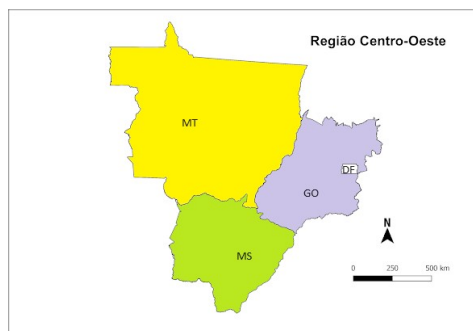 Região Centro-Oeste
MT
DF
GO
MS
N
0 250 500 km